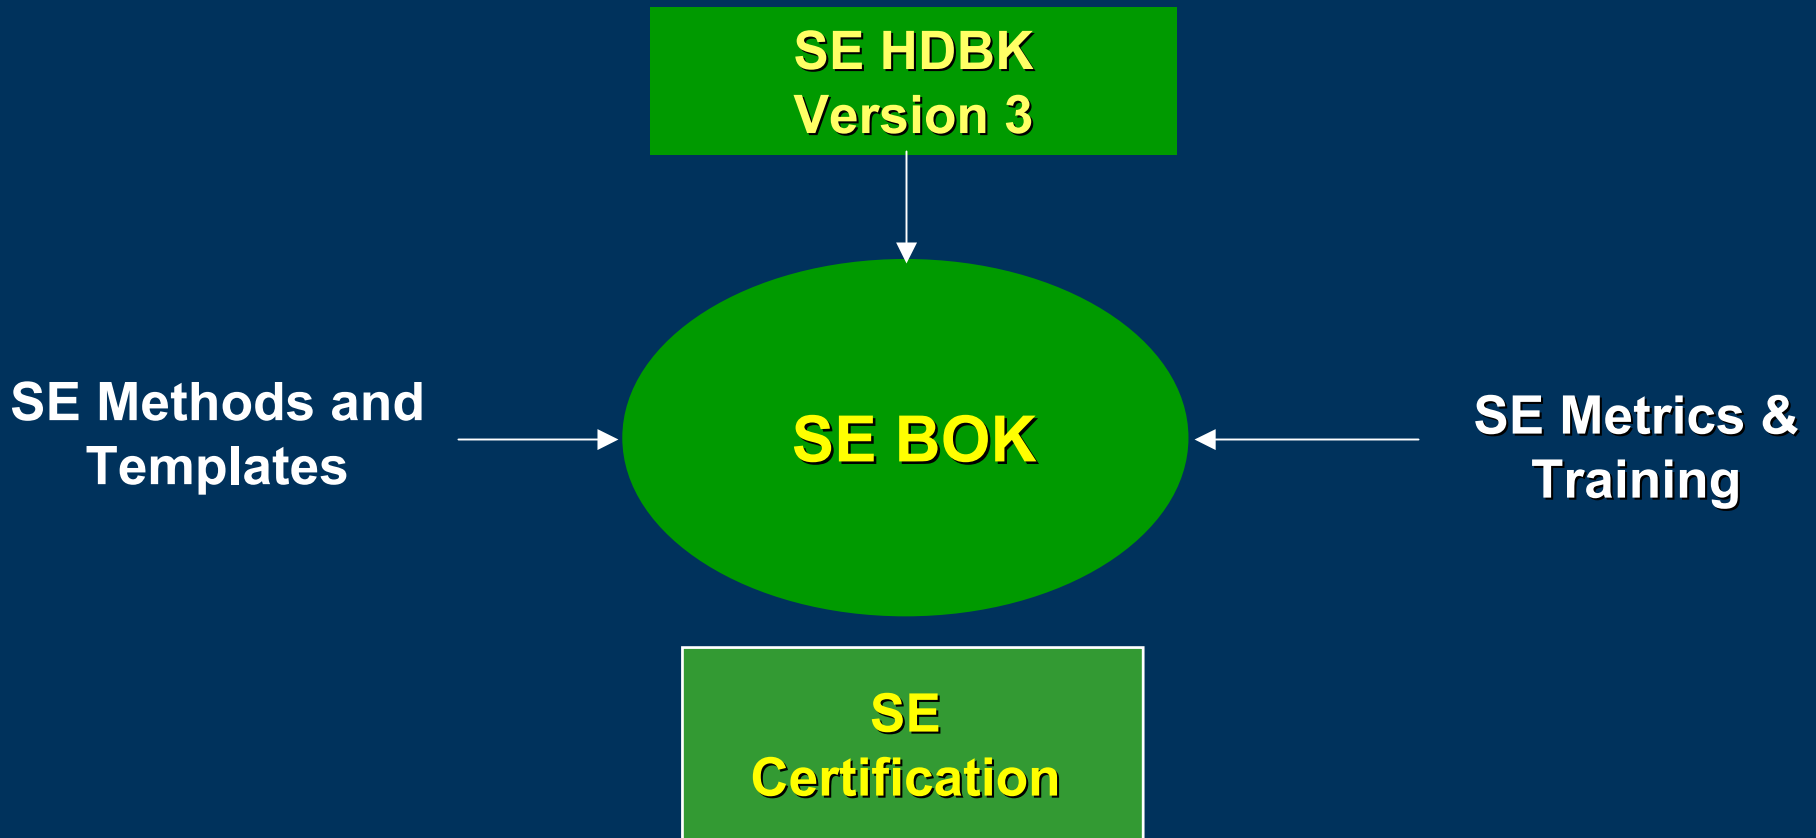 SE HDBK
Version 3
SE Methods and
Templates
SE BOK
SE Metrics &
Training
SE
Certification